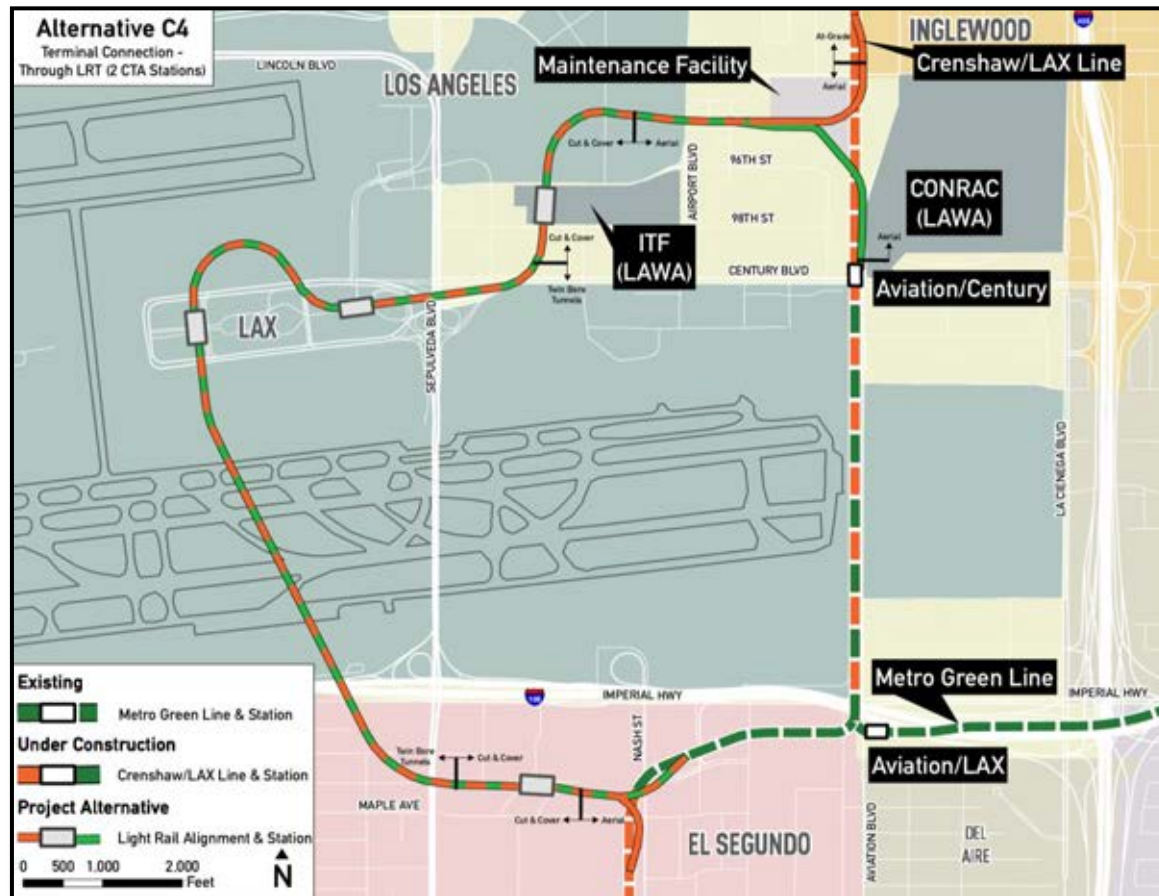 Alternative C4
Terminal Connection -
Through LRT (2 CTA Stations)
LINCOLN BLVD
LOS ANGELES
Maintenance Facility
At-Grade
Aerial
INGLEWOOD
405
Crenshaw/LAX Line
Cut & Cover
Aerial
AIRPORT BLVD
96TH ST
98TH ST
CENTURY BLVD
CONRAC
(LAWA)
Aerial
ITF
(LAWA)
Cut & Cover
Twin Bore
Tunnels
Aviation/Century
LAX
SEPULVEDA BLVD
LA CIENEGA BLVD
Metro Green Line
IMPERIAL HWY
IMPERIAL HWY
105
NASH ST
Twin Bore
Tunnels
Cut & Cover
Aviation/LAX
MAPLE AVE
Cut & Cover
Aerial
EL SEGUNDO
AVIATION BLVD
DEL
AIRE
Existing
Metro Green Line & Station
Under Construction
Crenshaw/LAX Line & Station
Project Alternative
Light Rail Alignment & Station
0 500 1.000 2.000
Feet
N